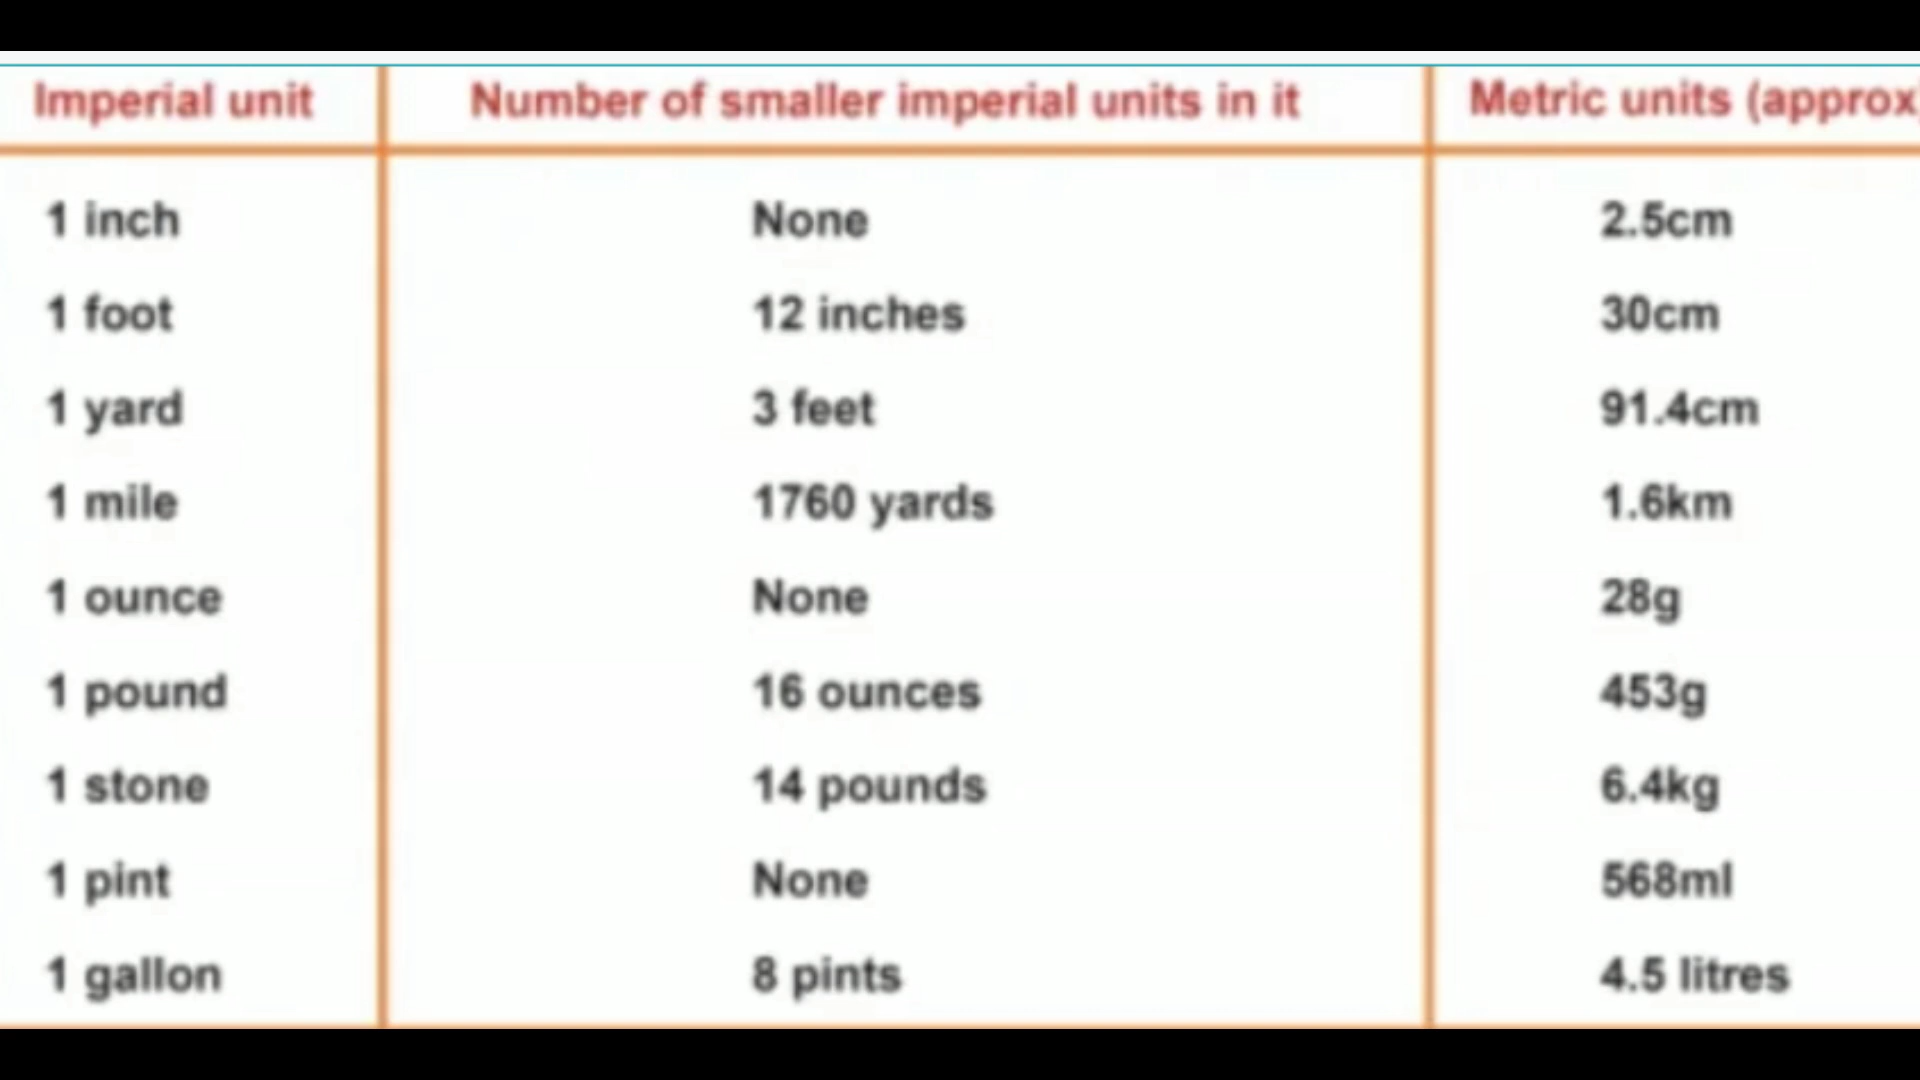 Imperial unit Number of smaller imperial units in it Metric units (approx)
1 inch None 2.5cm
1 foot 12 inches 30cm
1 yard 3 feet 91.4cm
1 mile 1760 yards 1.6km
1 ounce None 28g
1 pound 16 ounces 453g
1 stone 14 pounds 6.4kg
1 pint None 568ml
1 gallon 8 pints 4.5 litres